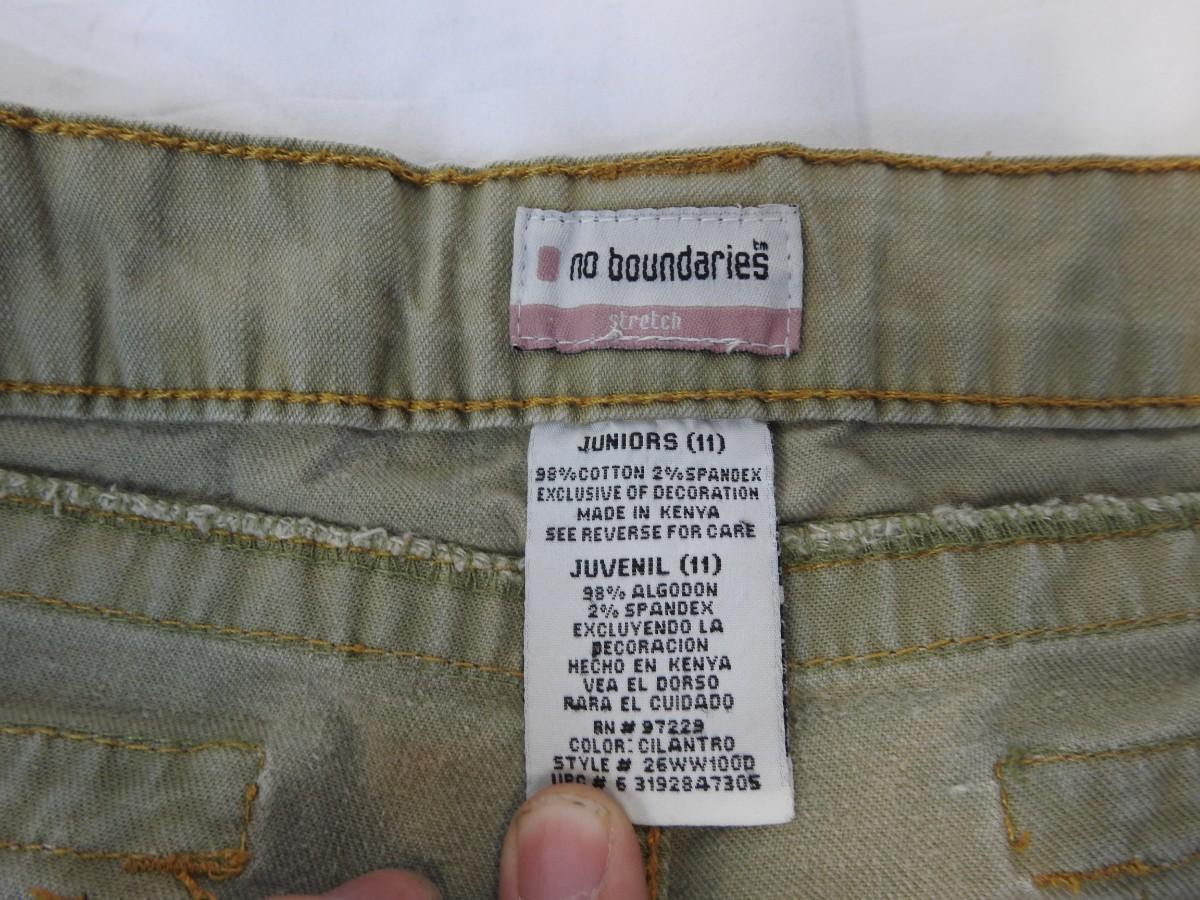 no boundaries tm
stretch
JUNIORS (11)
98% COTTON 2% SPANDEX
EXCLUSIVE OF DECORATION
MADE IN KENYA
SEE REVERSE FOR CARE
JUVENIL (11)
98% ALGODON
2% SPANDEX
EXCLUYENDO LA
DECORACION
HECHO EN KENYA
VEA EL DORSO
PARA EL CUIDADO
RN # 97229
COLOR: CILANTRO
STYLE # 26WW100D
UPC # 6 3192847305